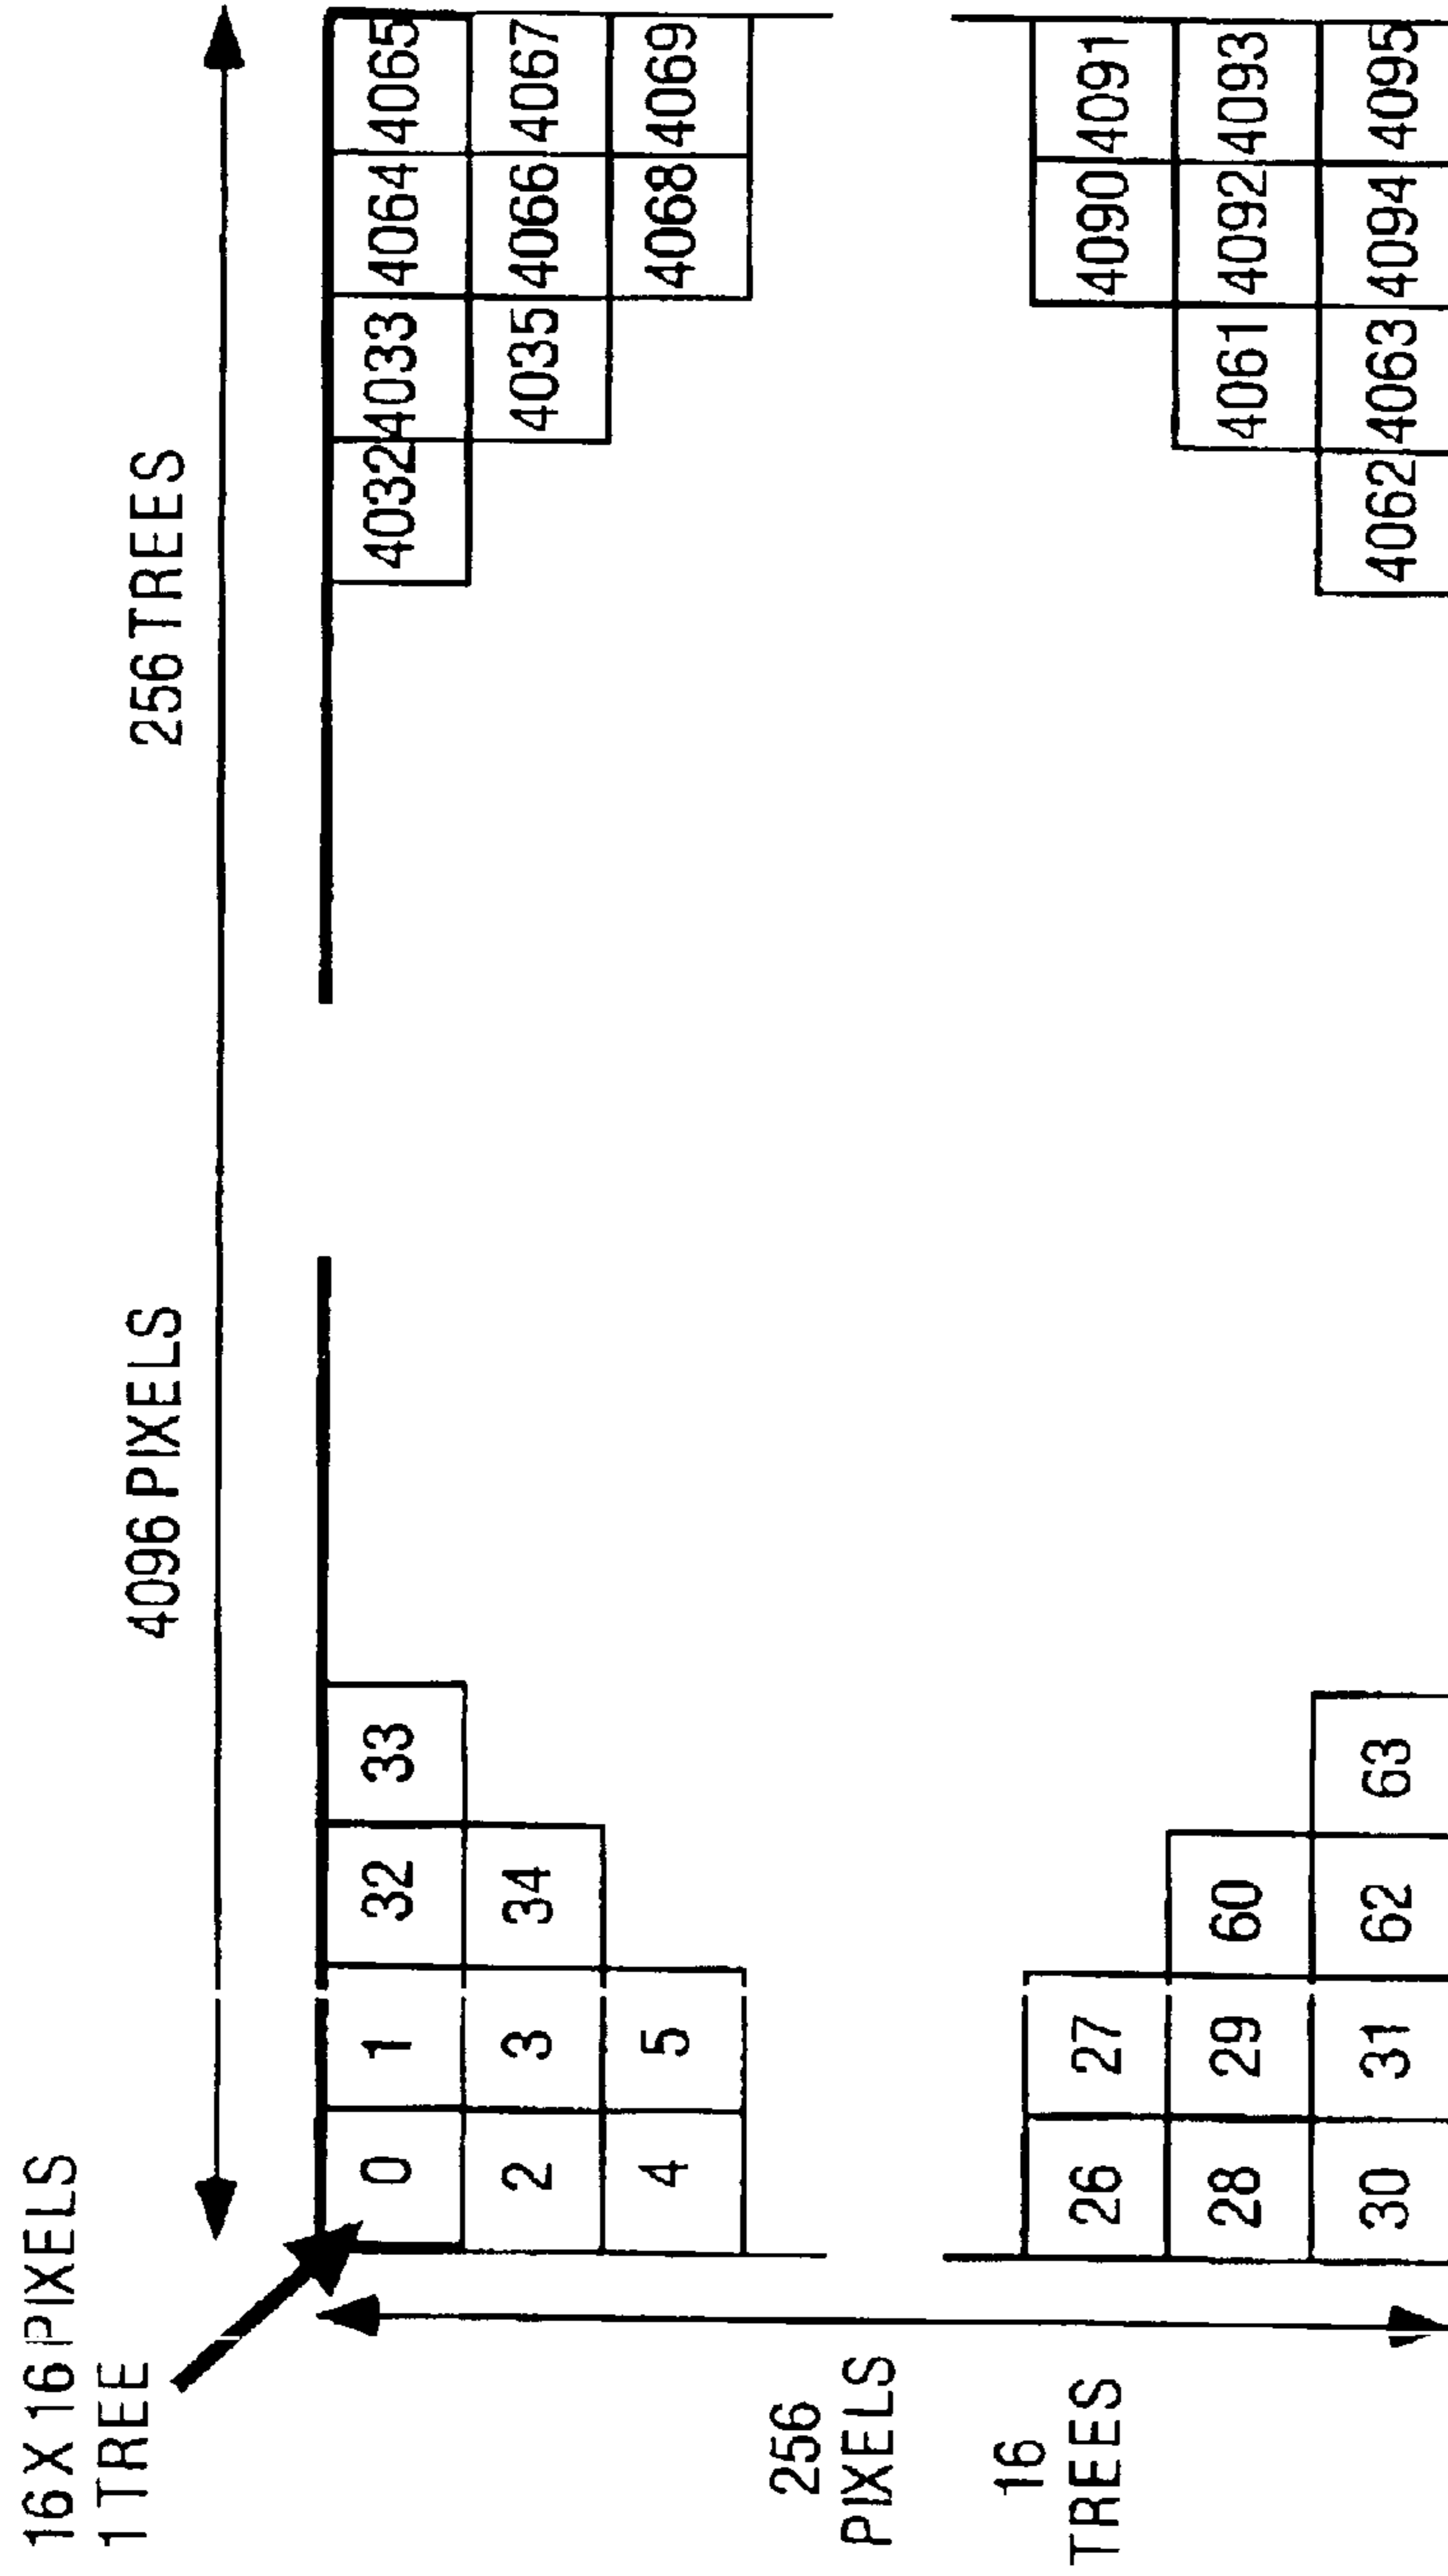 16 X 16 PIXELS
1 TREE
4096 PIXELS 256 TREES
0 1 32 33 4032 4033 4064 4065
2 3 34 4035 4066 4067
4 5 4068 4069
256
PIXELS
16
TREES
26 27 4090 4091
28 29 60 4061 4092 4093
30 31 62 63 4062 4063 4094 4095